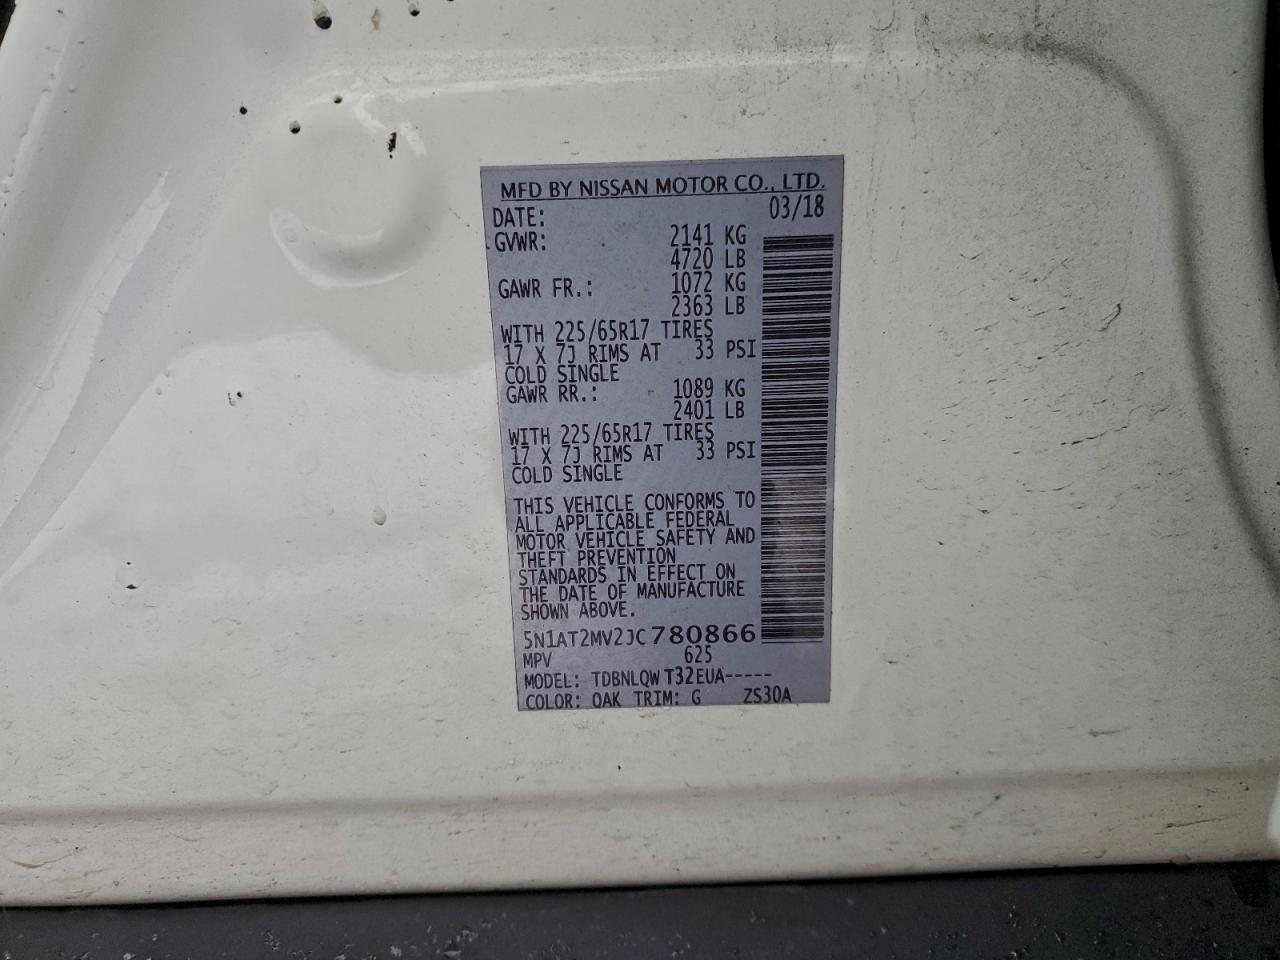 MFD BY NISSAN MOTOR CO., LTD.
DATE: 03/18
GVWR: 2141 KG
4720 LB
GAWR FR.: 1072 KG
2363 LB
WITH 225/65R17 TIRES
17 X 7J RIMS AT 33 PSI
COLD SINGLE
GAWR RR.: 1089 KG
2401 LB
WITH 225/65R17 TIRES
17 X 7J RIMS AT 33 PSI
COLD SINGLE
THIS VEHICLE CONFORMS TO
ALL APPLICABLE FEDERAL
MOTOR VEHICLE SAFETY AND
THEFT PREVENTION
STANDARDS IN EFFECT ON
THE DATE OF MANUFACTURE
SHOWN ABOVE.
5N1AT2MV2JC780866
MPV 625
MODEL: TDBNLQW T32EUA-----
COLOR: QAK TRIM: G ZS30A